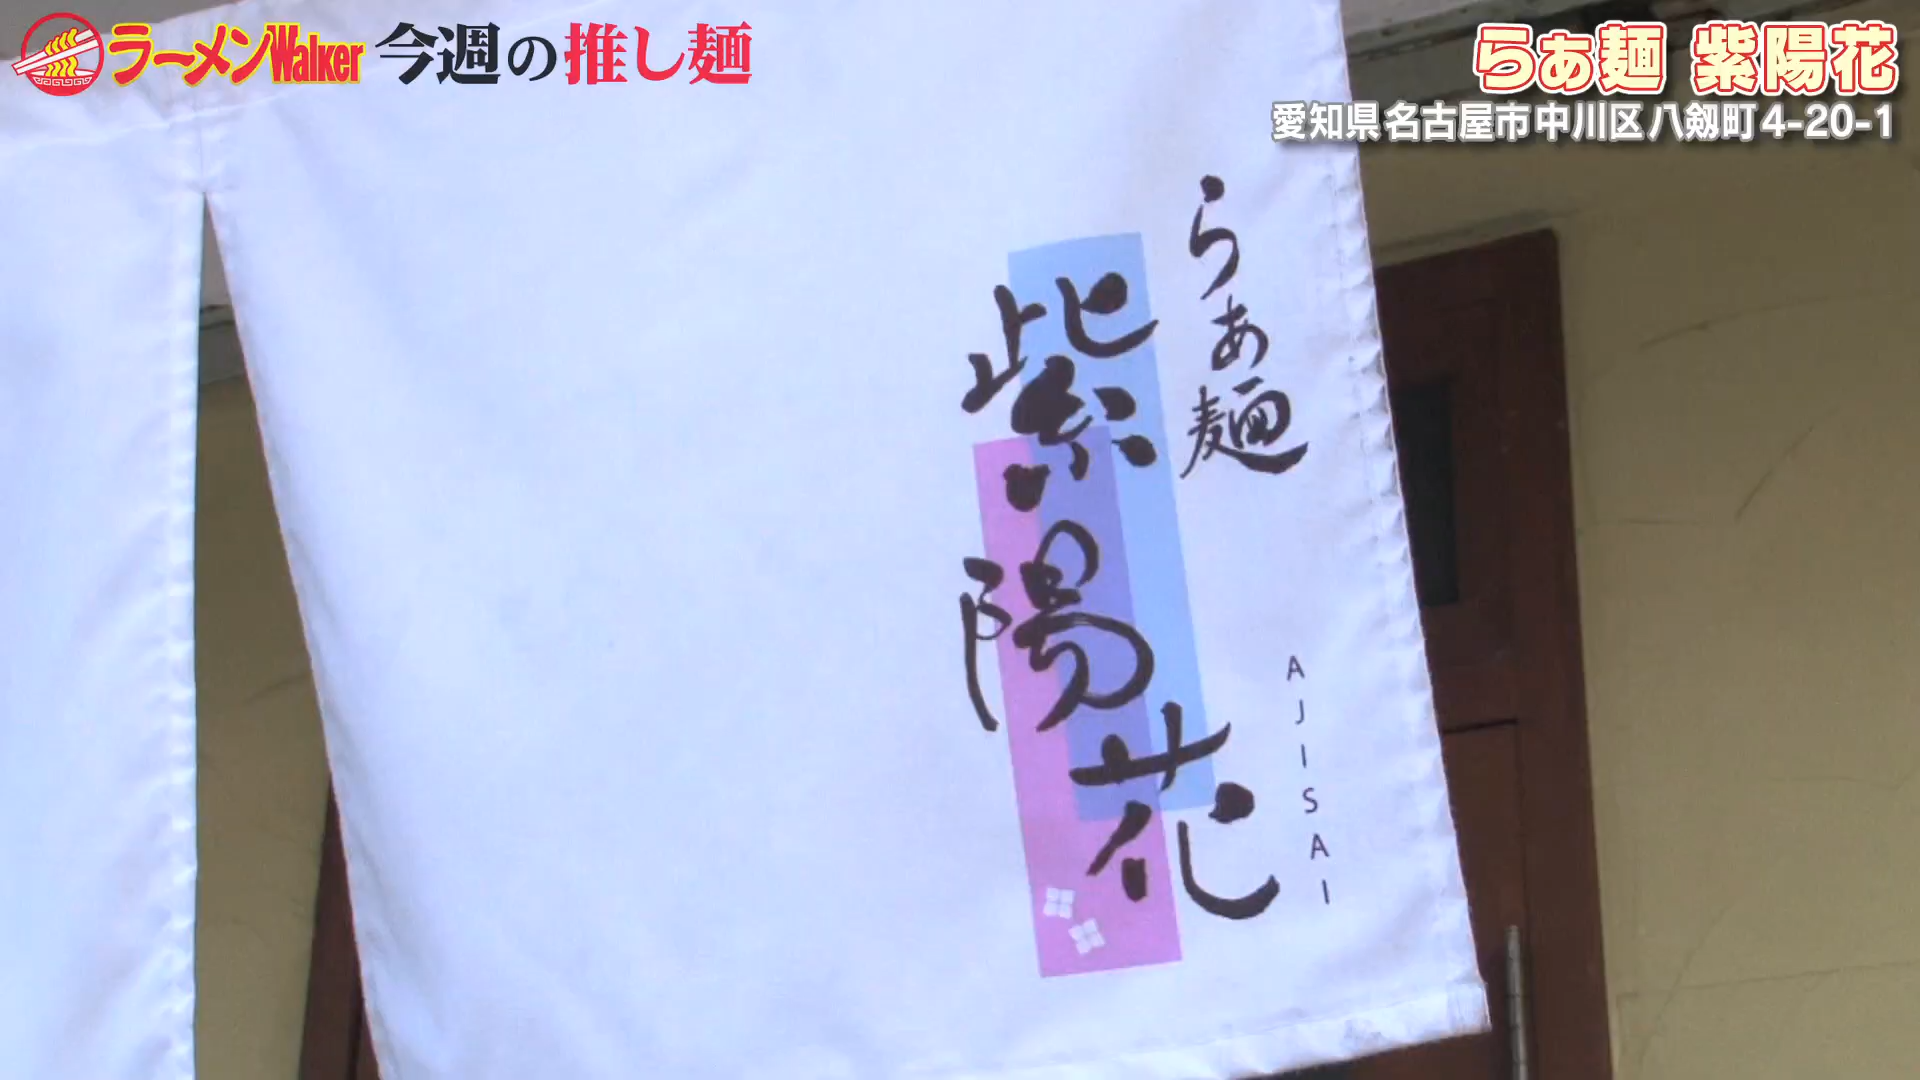 ラーメンWalker 今週の推し麺
らぁ麺 紫陽花
愛知県名古屋市中川区八剱町4-20-1
らぁ麺
紫陽花
AJISAI